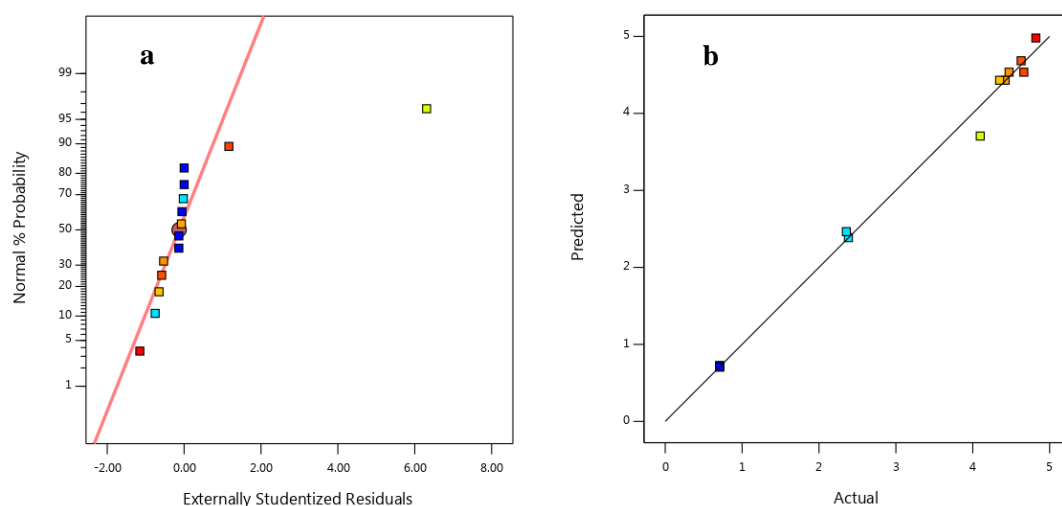 a
Normal % Probability
99
95
90
80
70
50
30
20
10
5
1
-2.00 0.00 2.00 4.00 6.00 8.00
Externally Studentized Residuals
b
Predicted
5
4
3
2
1
0
0 1 2 3 4 5
Actual